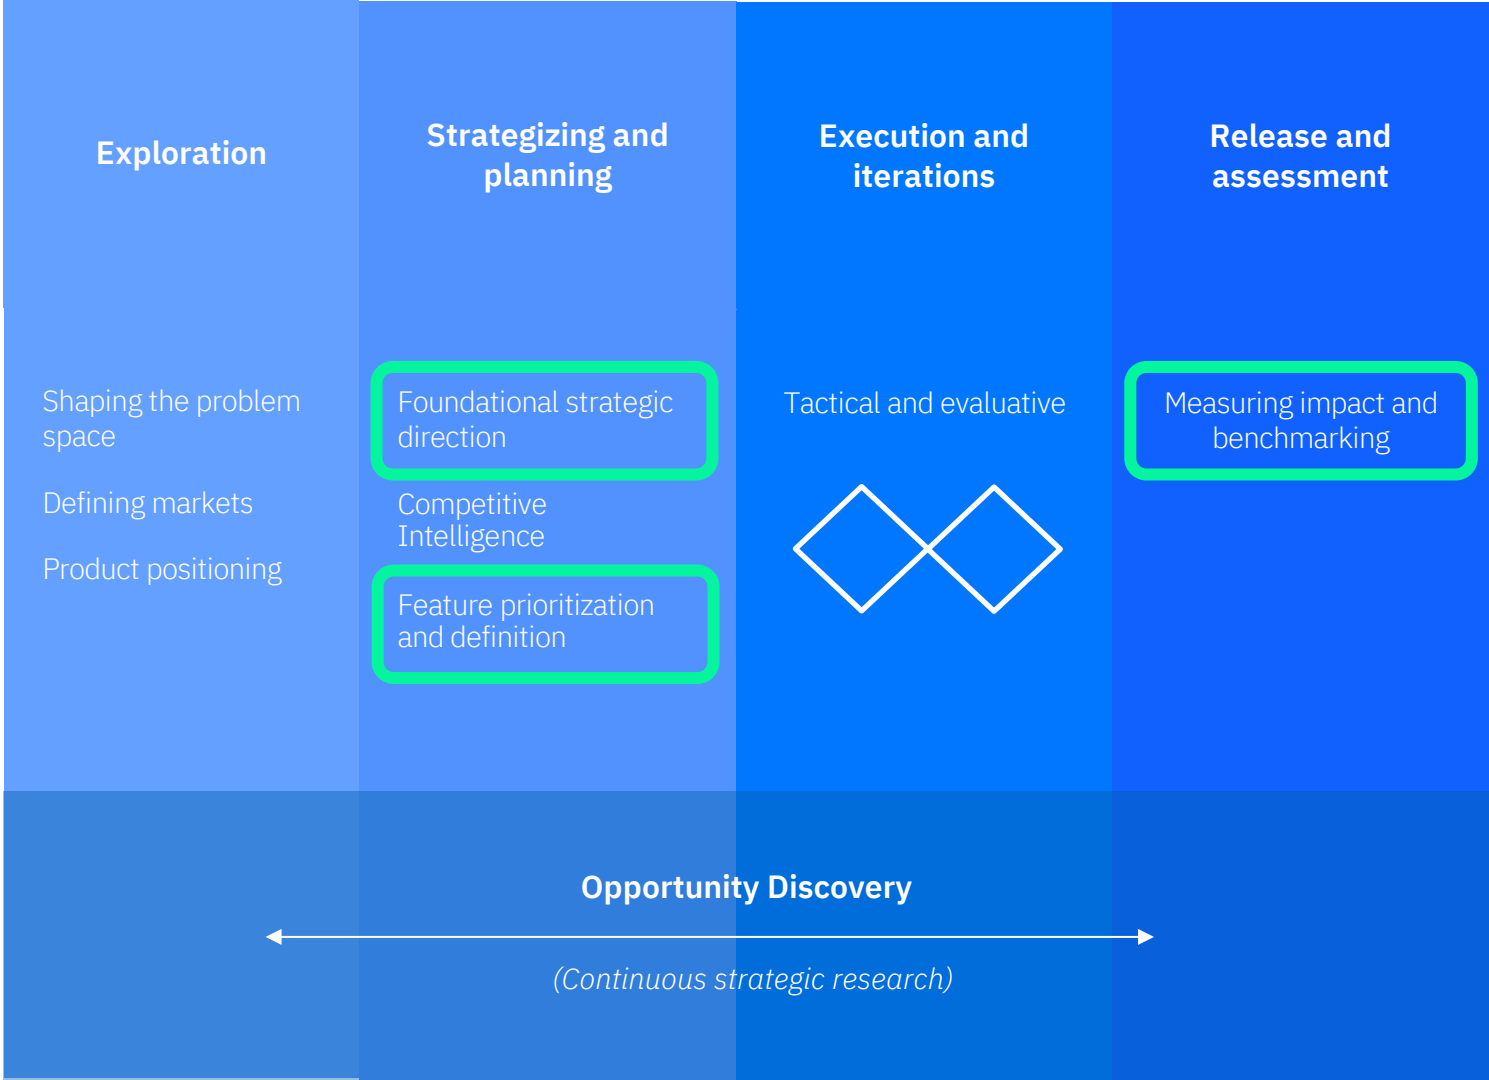 Exploration
Strategizing and
planning
Execution and
iterations
Release and
assessment
Shaping the problem
space
Defining markets
Product positioning
Foundational strategic
direction
Competitive
Intelligence
Feature prioritization
and definition
Tactical and evaluative
Measuring impact and
benchmarking
Opportunity Discovery
(Continuous strategic research)